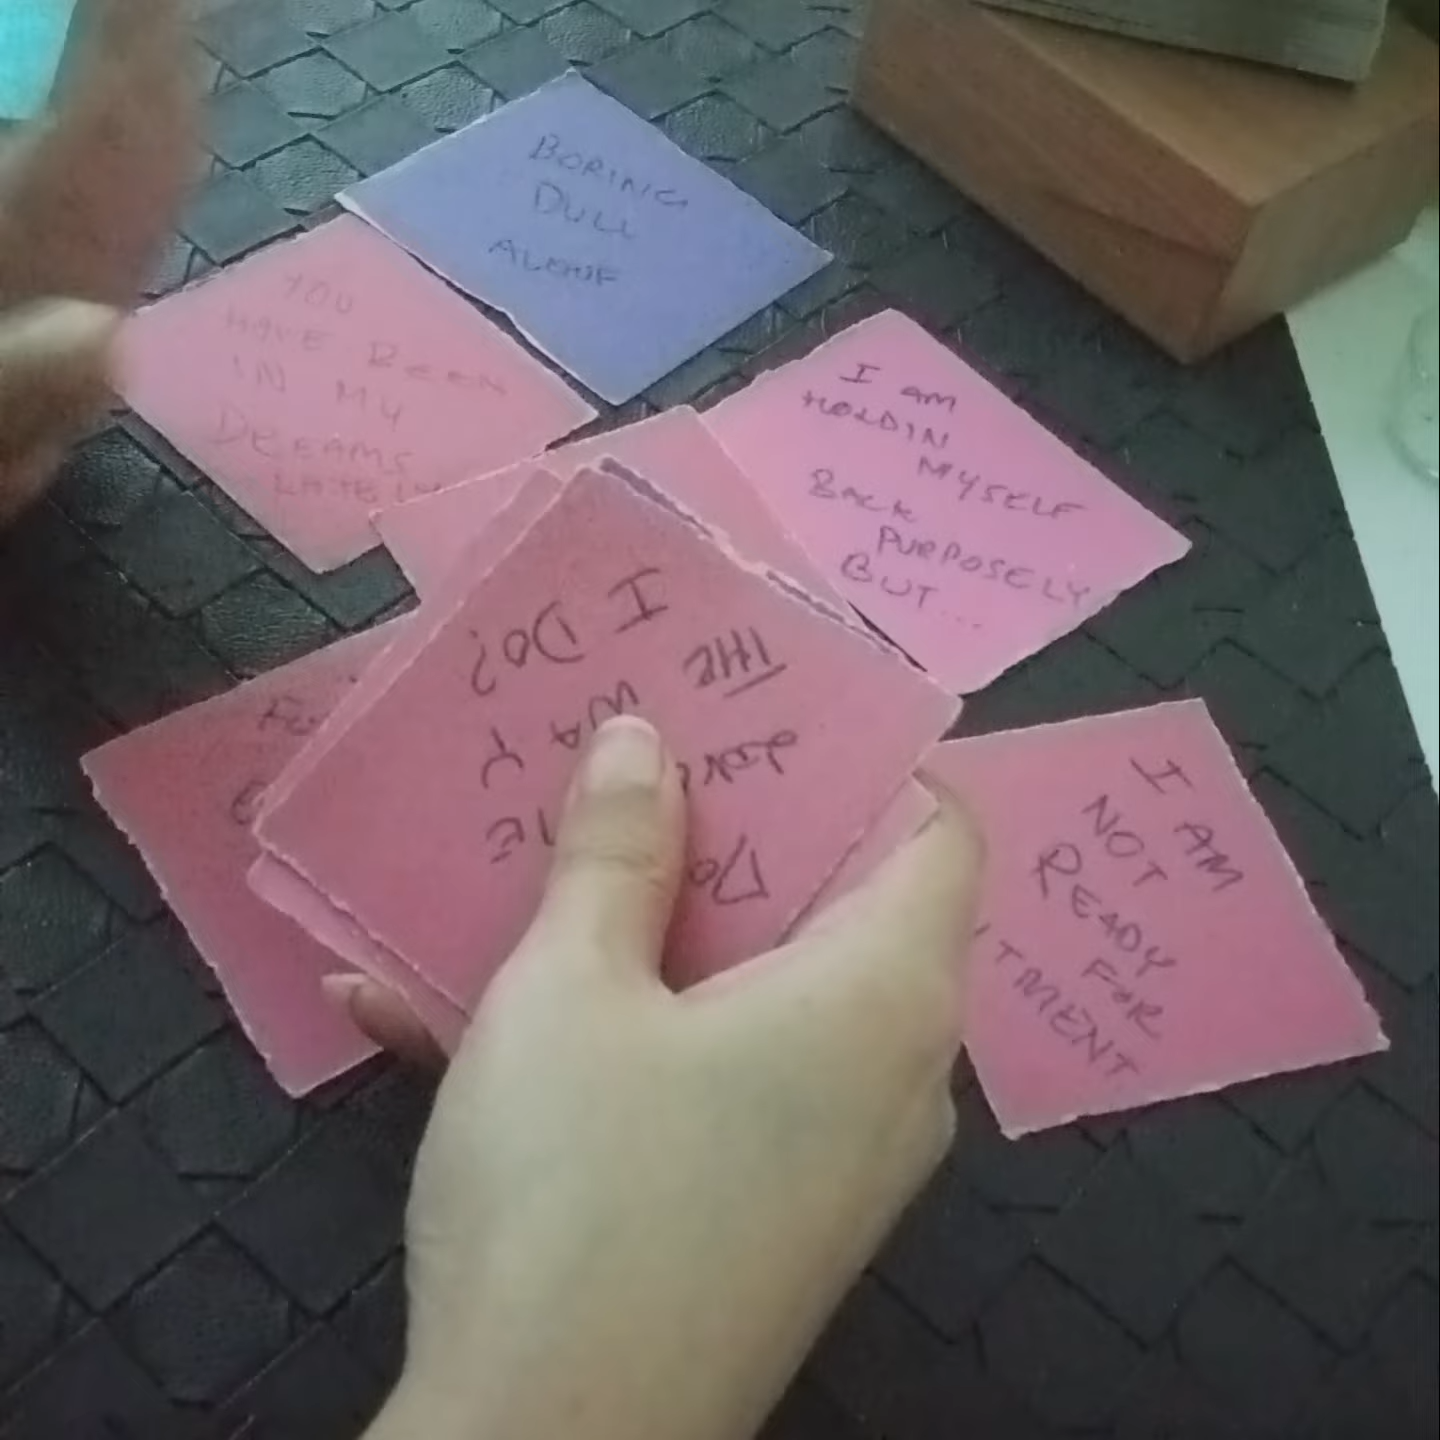 BORING
DULL
ALONE
YOU
HAVE BEEN
IN MY
DREAMS
LATELY
I AM
HOLDIN
MYSELF
BACK
PURPOSELY
BUT....
I AM
NOT
READY
FOR
THE WAY
I DO?